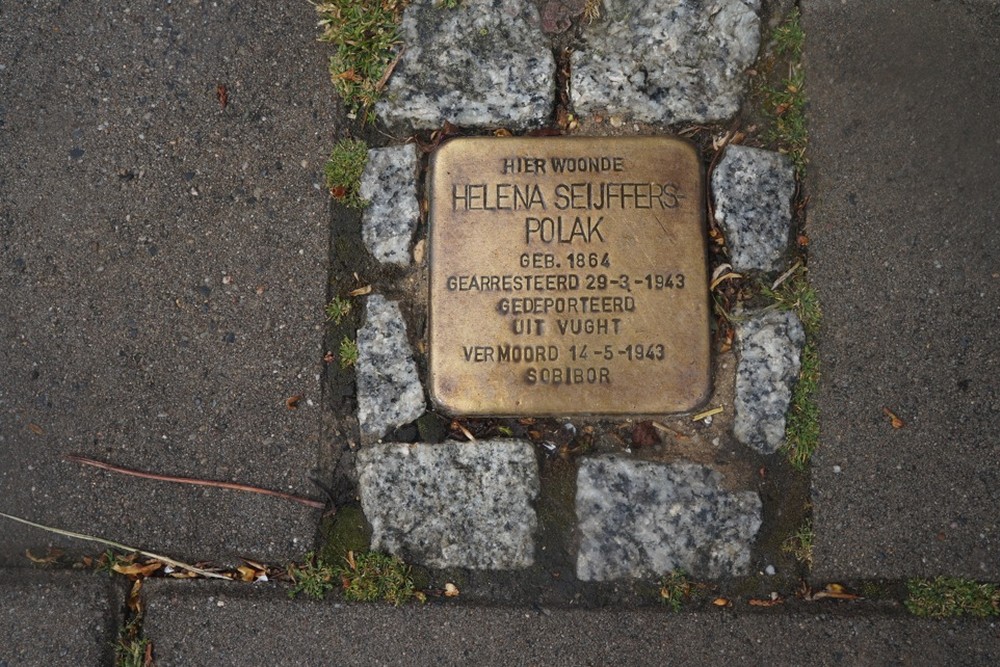 HIER WOONDE
HELENA SEIJFFERS-
POLAK
GEB. 1864
GEARRESTEERD 29-3-1943
GEDEPORTEERD
UIT VUGHT
VERMOORD 14-5-1943
SOBIBOR